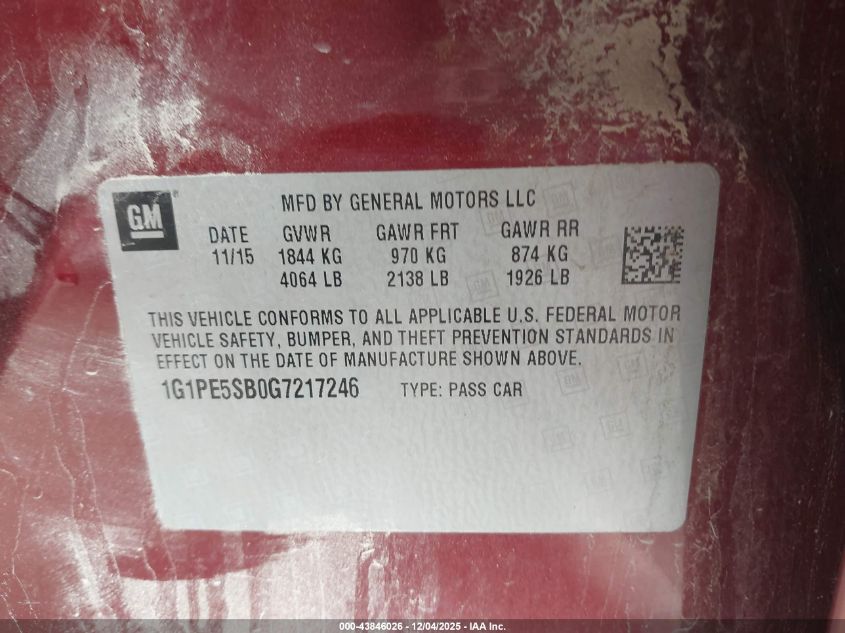 GM
MFD BY GENERAL MOTORS LLC
DATE GVWR GAWR FRT GAWR RR
11/15 1844 KG 970 KG 874 KG
4064 LB 2138 LB 1926 LB
THIS VEHICLE CONFORMS TO ALL APPLICABLE U.S. FEDERAL MOTOR
VEHICLE SAFETY, BUMPER, AND THEFT PREVENTION STANDARDS IN
EFFECT ON THE DATE OF MANUFACTURE SHOWN ABOVE.
1G1PE5SB0G7217246 TYPE: PASS CAR
000-43846026 - 12/04/2025 - IAA Inc.